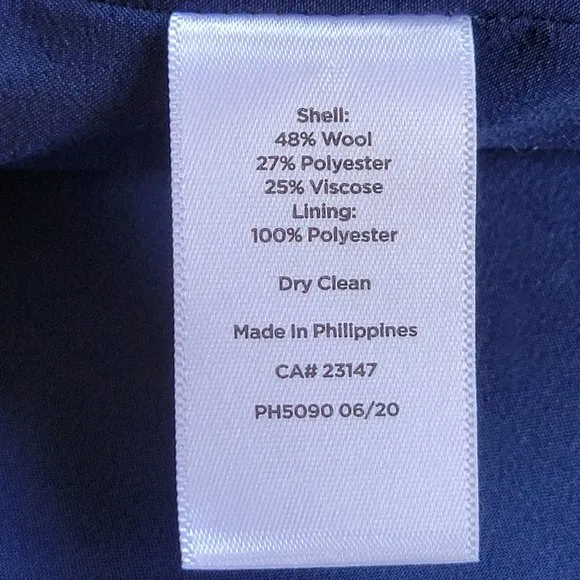 Shell:
48% Wool
27% Polyester
25% Viscose
Lining:
100% Polyester
Dry Clean
Made In Philippines
CA# 23147
PH5090 06/20